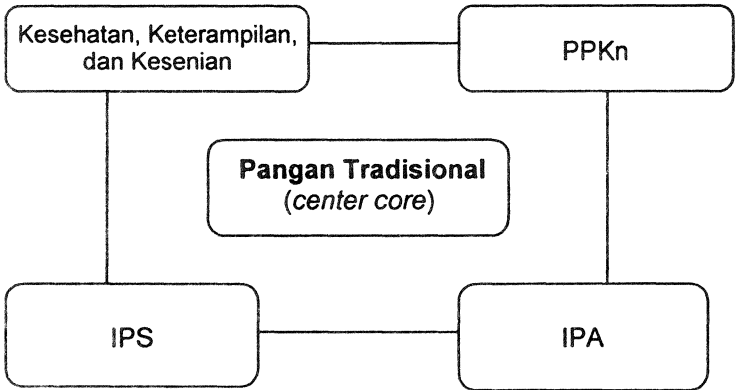 Kesehatan, Keterampilan,
dan Kesenian
PPKn
Pangan Tradisional
(center core)
IPS
IPA